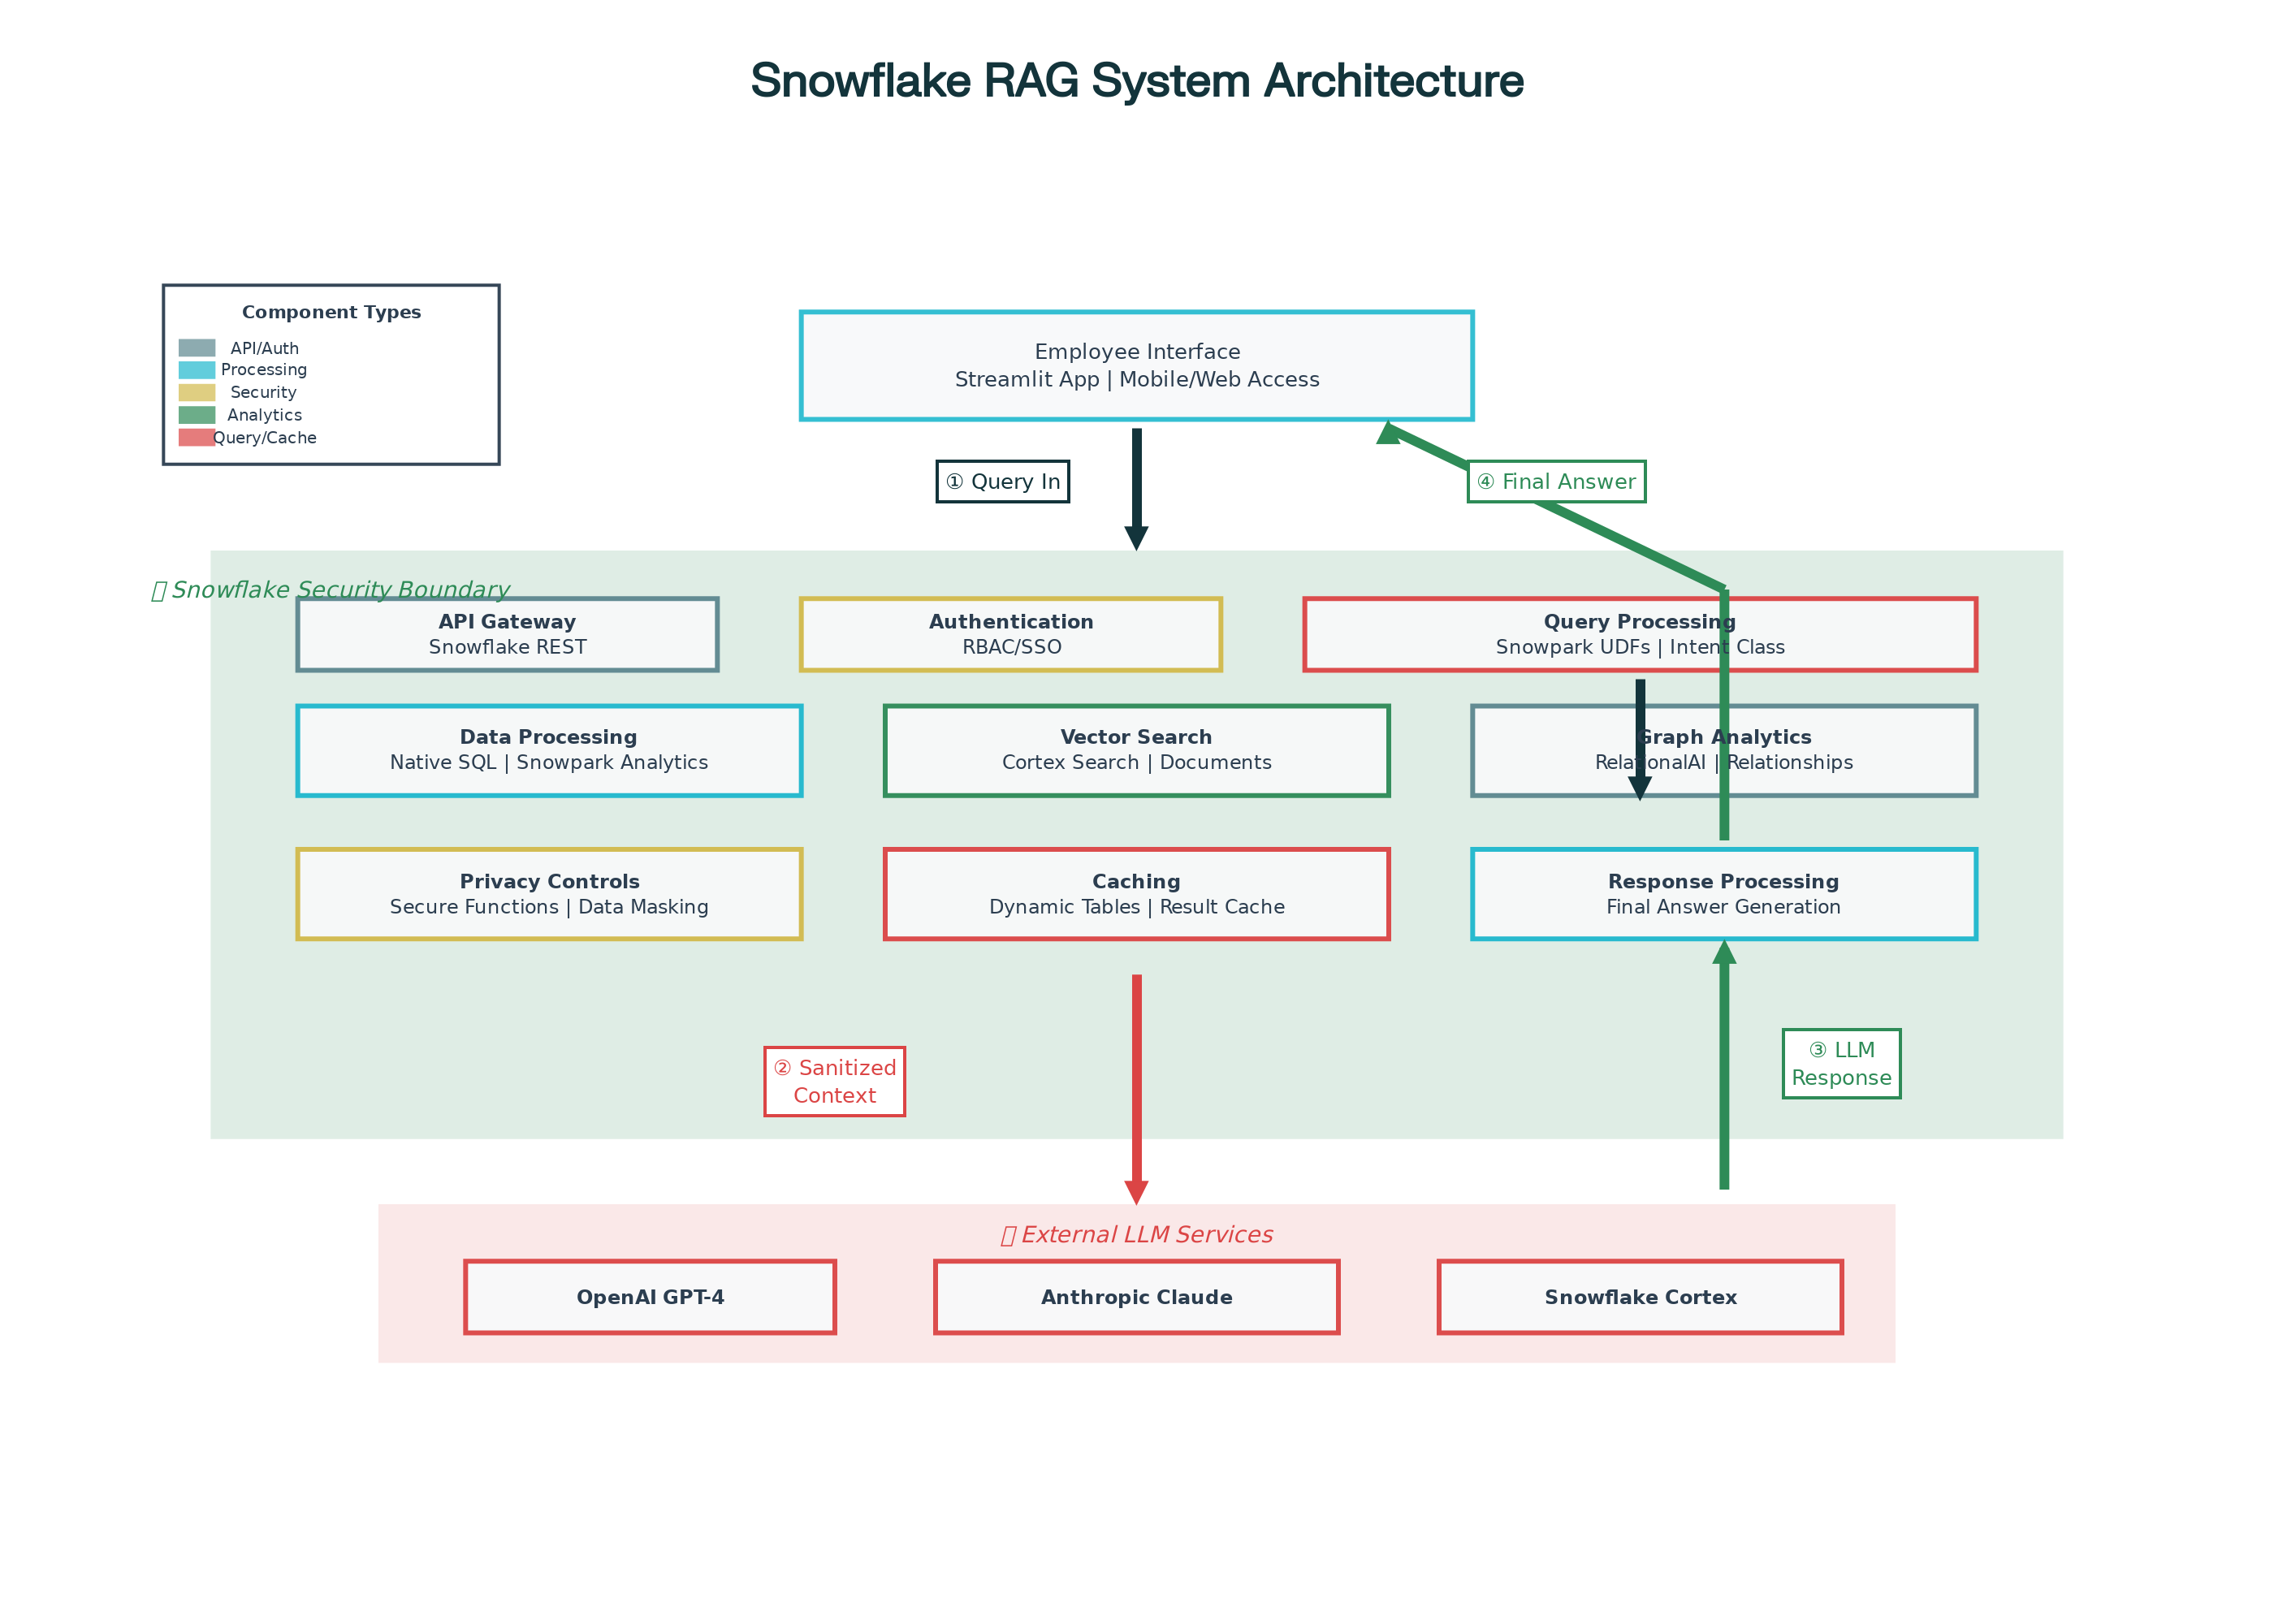 Snowflake RAG System Architecture
Component Types
API/Auth
Processing
Security
Analytics
Query/Cache
Employee Interface
Streamlit App | Mobile/Web Access
① Query In
④ Final Answer
Snowflake Security Boundary
API Gateway
Snowflake REST
Authentication
RBAC/SSO
Query Processing
Snowpark UDFs | Intent Class
Data Processing
Native SQL | Snowpark Analytics
Vector Search
Cortex Search | Documents
Graph Analytics
RelationalAI | Relationships
Privacy Controls
Secure Functions | Data Masking
Caching
Dynamic Tables | Result Cache
Response Processing
Final Answer Generation
② Sanitized
Context
③ LLM
Response
External LLM Services
OpenAI GPT-4
Anthropic Claude
Snowflake Cortex